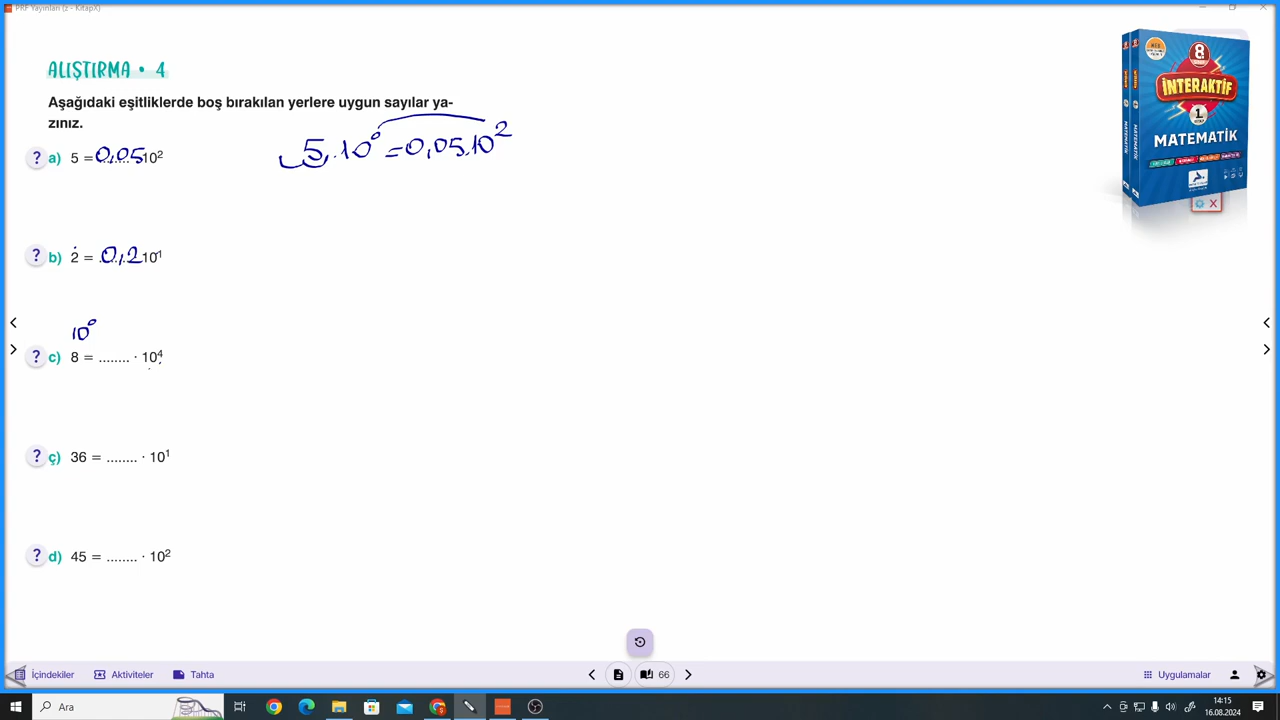 PRF Yayınları (z - KitapX)
ALIŞTIRMA • 4
Aşağıdaki eşitliklerde boş bırakılan yerlere uygun sayılar ya-
zınız.
5 . 10⁰ = 0,05.10²
? a) 5 = 0,05 10²
? b) 2 = 0,2 10¹
10⁰
? c) 8 = ........ · 10⁴
? ç) 36 = ........ · 10¹
? d) 45 = ........ · 10²
8.
İNTERAKTİF
1.
MATEMATİK
İçindekiler
Aktiviteler
Tahta
66
Uygulamalar
Ara
14:15
16.08.2024